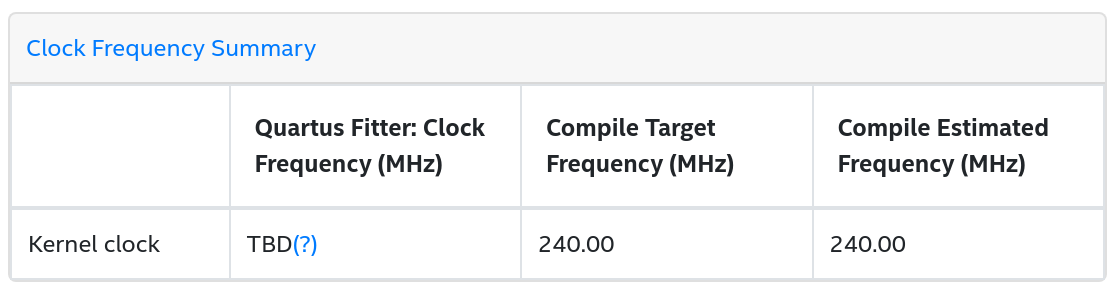 Clock Frequency Summary
Quartus Fitter: Clock
Frequency (MHz)
Compile Target
Frequency (MHz)
Compile Estimated
Frequency (MHz)
Kernel clock TBD(?) 240.00 240.00